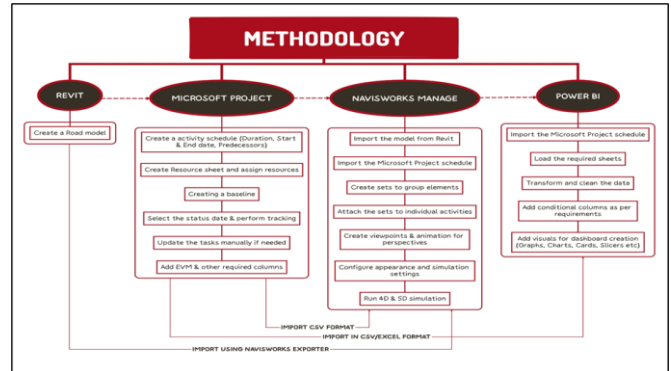 METHODOLOGY
REVIT
MICROSOFT PROJECT
NAVISWORKS MANAGE
POWER BI
Create a Road model
Create a activity schedule (Duration, Start
& End date, Predecessors)
Create Resource sheet and assign resources
Creating a baseline
Select the status date & perform tracking
Update the tasks manually if needed
Add EVM & other required columns
Import the model from Revit
Import the Microsoft Project schedule
Create sets to group elements
Attach the sets to individual activities
Create viewpoints & animation for
perspectives
Configure appearance and simulation
settings
Run 4D & 5D simulation
Import the Microsoft Project schedule
Load the required sheets
Transform and clean the data
Add conditional columns as per
requirements
Add visuals for dashboard creation
(Graphs, Charts, Cards, Slicers etc)
IMPORT CSV FORMAT
IMPORT IN CSV/EXCEL FORMAT
IMPORT USING NAVISWORKS EXPORTER